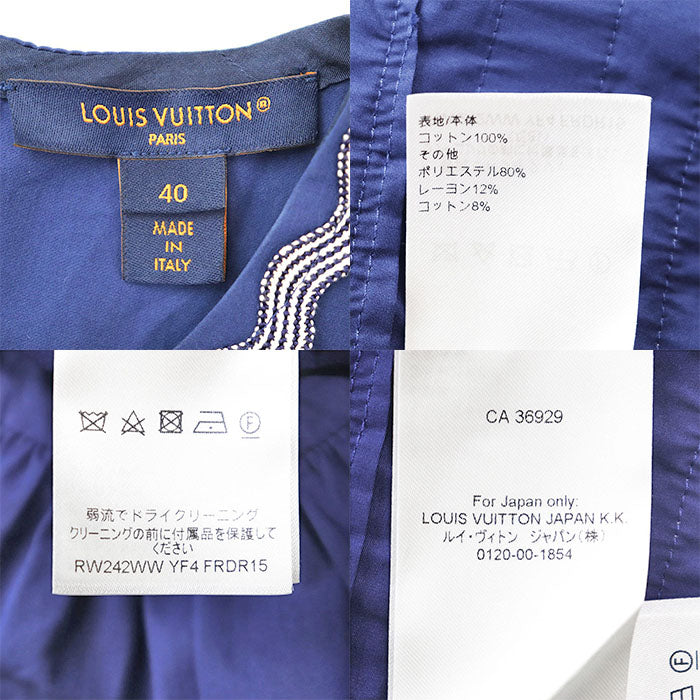 LOUIS VUITTON®
PARIS
40
MADE
IN
ITALY
表地/本体
コットン100%
その他
ポリエステル80%
レーヨン12%
コットン8%
弱流でドライクリーニング
クリーニングの前に付属品を保護して
ください
RW242WW YF4 FRDR15
CA 36929
For Japan only:
LOUIS VUITTON JAPAN K.K.
ルイ・ヴィトン ジャパン(株)
0120-00-1854
F